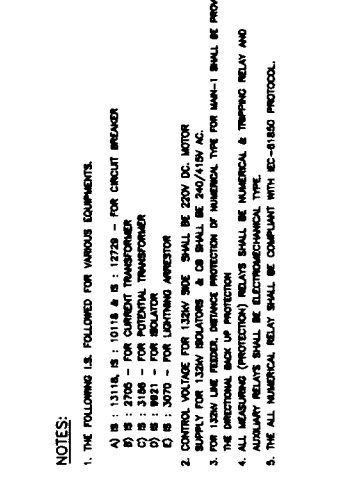 NOTES:
1. THE FOLLOWING I.S. FOLLOWED FOR VARIOUS EQUIPMENTS.
A) IS : 13118, IS : 10118 & IS : 12729 - FOR CIRCUIT BREAKER
B) IS : 2705 - FOR CURRENT TRANSFORMER
C) IS : 3186 - FOR POTENTIAL TRANSFORMER
D) IS : 9921 - FOR ISOLATOR
E) IS : 3070 - FOR LIGHTNING ARRESTOR
2. CONTROL VOLTAGE FOR 132kV SIDE SHALL BE 220V DC. MOTOR
SUPPLY FOR 132kV ISOLATORS & CB SHALL BE 240/415V AC.
3. FOR 132kV LINE FEEDER, DISTANCE PROTECTION OF NUMERICAL TYPE FOR MAIN-1 SHALL BE
THE DIRECTIONAL BACK UP PROTECTION
4. ALL MEASURING (PROTECTION) RELAYS SHALL BE NUMERICAL & TRIPPING RELAY AND
AUXILIARY RELAYS SHALL BE ELECTROMECHANICAL TYPE.
5. THE ALL NUMERICAL RELAY SHALL BE COMPLIANT WITH IEC-61850 PROTOCOL.